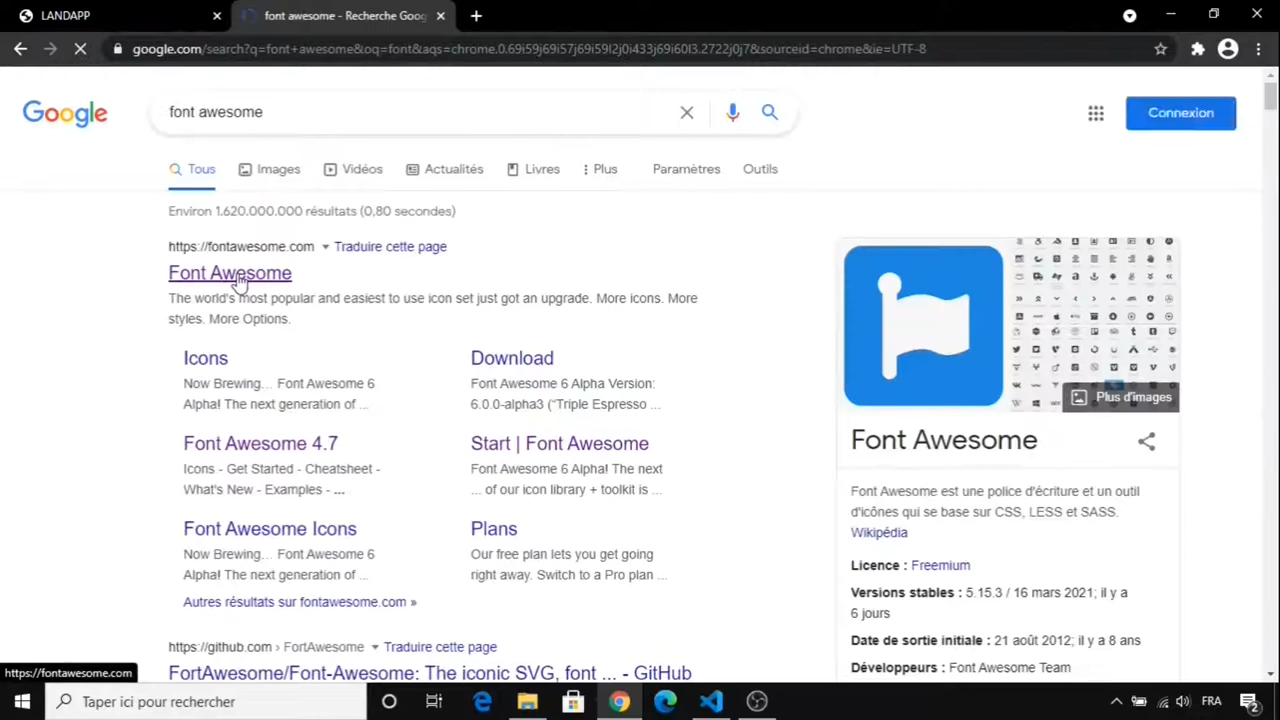 LANDAPP
font awesome - Recherche Goog
google.com/search?q=font+awesome&oq=font&aqs=chrome.0.69i59j69i57j69i59l2j0i433j69i60l3.2722j0j7&sourceid=chrome&ie=UTF-8
Google
font awesome
Connexion
Tous
Images
Vidéos
Actualités
Livres
Plus
Paramètres
Outils
Environ 1.620.000.000 résultats (0,80 secondes)
https://fontawesome.com
Traduire cette page
Font Awesome
The world's most popular and easiest to use icon set just got an upgrade. More icons. More
styles. More Options.
Icons
Now Brewing... Font Awesome 6
Alpha! The next generation of ...
Download
Font Awesome 6 Alpha Version:
6.0.0-alpha3 ("Triple Espresso ...
Font Awesome 4.7
Icons - Get Started - Cheatsheet -
What's New - Examples - ...
Start | Font Awesome
Font Awesome 6 Alpha! The next
... of our icon library + toolkit is ...
Font Awesome Icons
Now Brewing... Font Awesome 6
Alpha! The next generation of ...
Plans
Our free plan lets you get going
right away. Switch to a Pro plan ...
Autres résultats sur fontawesome.com »
https://github.com › FortAwesome
Traduire cette page
FortAwesome/Font-Awesome: The iconic SVG, font ... - GitHub
Plus d'images
Font Awesome
Font Awesome est une police d'écriture et un outil
d'icônes qui se base sur CSS, LESS et SASS.
Wikipédia
Licence : Freemium
Versions stables : 5.15.3 / 16 mars 2021; il y a
6 jours
Date de sortie initiale : 21 août 2012; il y a 8 ans
Développeurs : Font Awesome Team
https://fontawesome.com
Taper ici pour rechercher
FRA
2